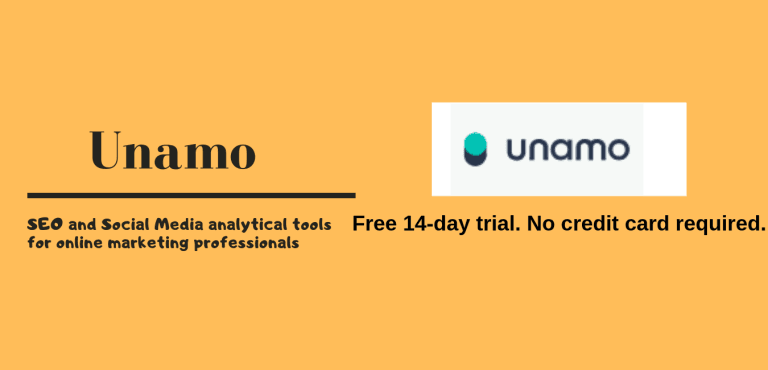 Unamo
SEO and Social Media analytical tools
for online marketing professionals
unamo
Free 14-day trial. No credit card required.